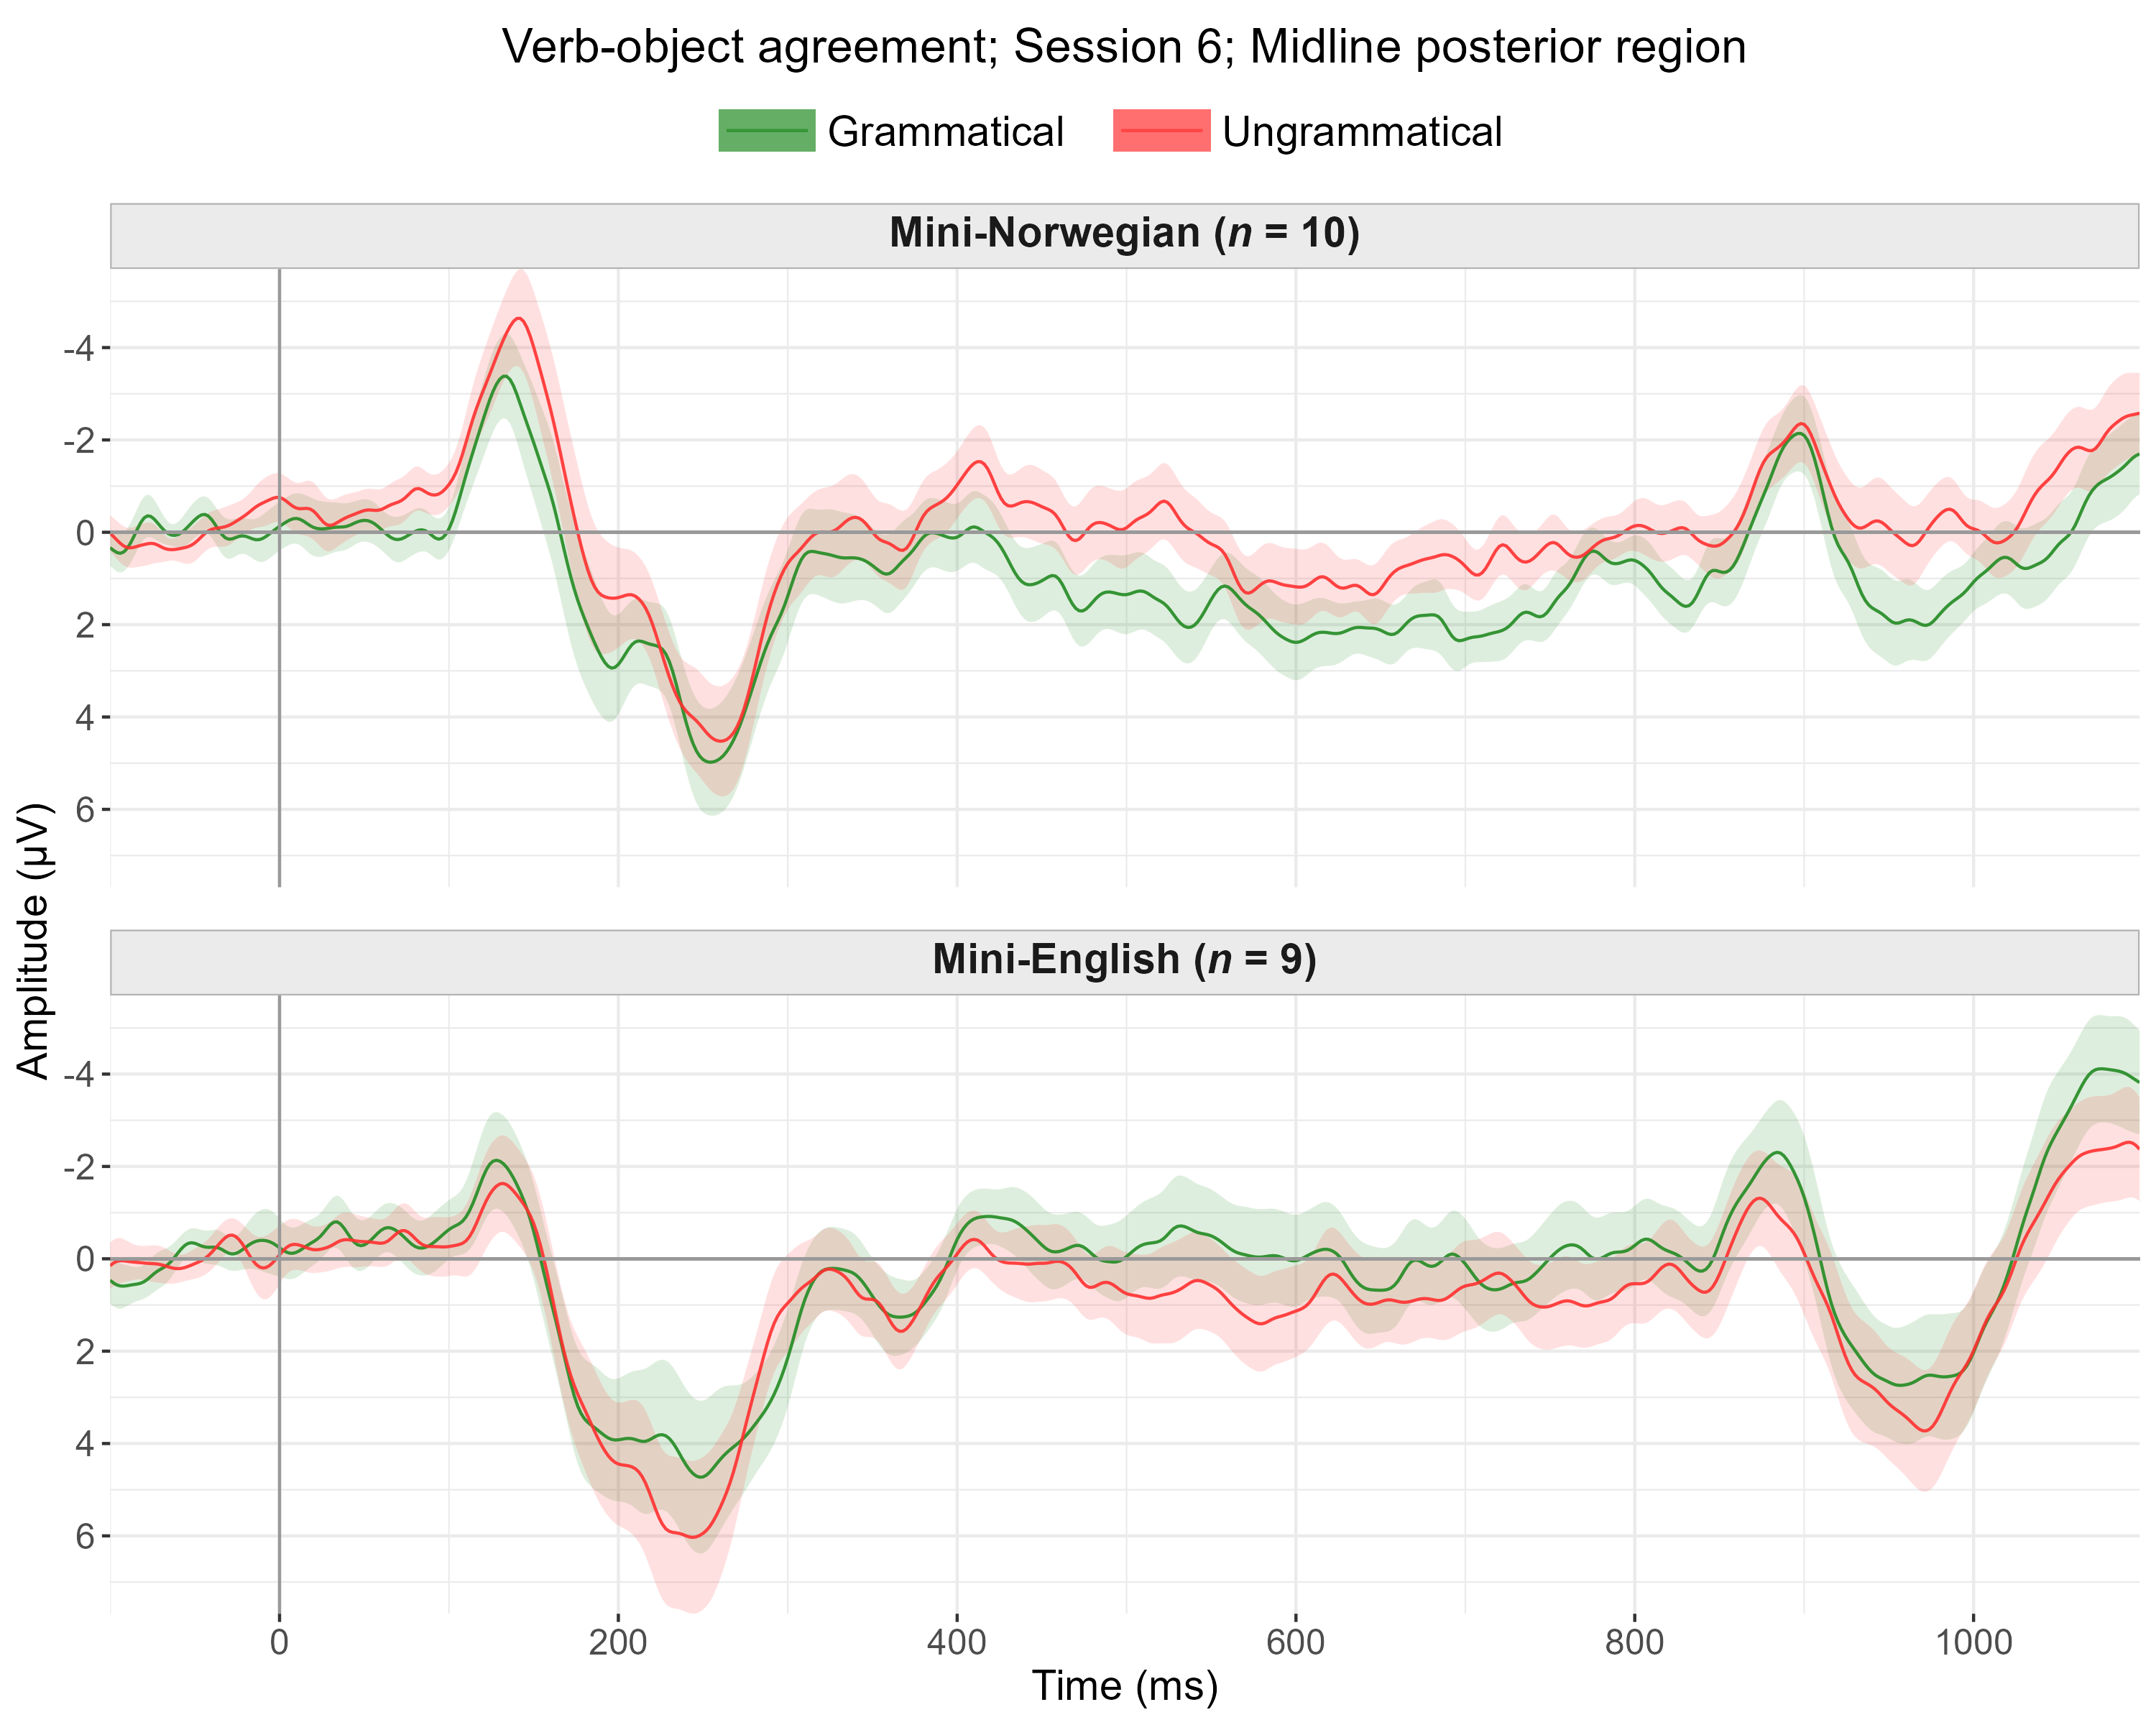 Verb-object agreement; Session 6; Midline posterior region
Grammatical Ungrammatical
Mini-Norwegian (n = 10)
-4
-2
0
2
4
6
Amplitude (µV)
Mini-English (n = 9)
-4
-2
0
2
4
6
0 200 400 600 800 1000
Time (ms)